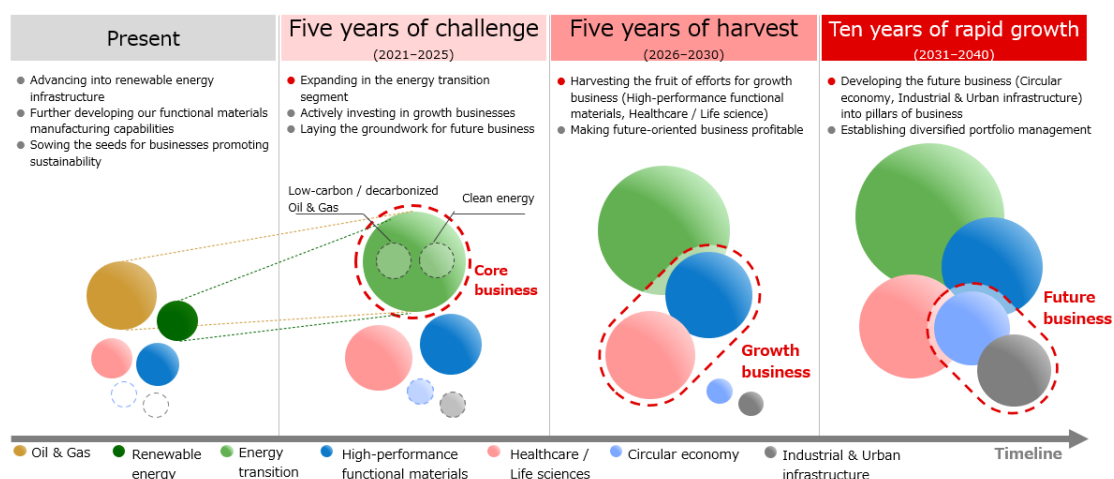 Present
Five years of challenge
(2021–2025)
Five years of harvest
(2026–2030)
Ten years of rapid growth
(2031–2040)
Advancing into renewable energy
infrastructure
Further developing our functional materials
manufacturing capabilities
Sowing the seeds for businesses promoting
sustainability
Expanding in the energy transition
segment
Actively investing in growth businesses
Laying the groundwork for future business
Harvesting the fruit of efforts for growth
business (High-performance functional
materials, Healthcare / Life science)
Making future-oriented business profitable
Developing the future business (Circular
economy, Industrial & Urban infrastructure)
into pillars of business
Establishing diversified portfolio management
Low-carbon / decarbonized
Oil & Gas
Clean energy
Core
business
Growth
business
Future
business
Timeline
Oil & Gas
Renewable
energy
Energy
transition
High-performance
functional materials
Healthcare /
Life sciences
Circular economy
Industrial & Urban
infrastructure